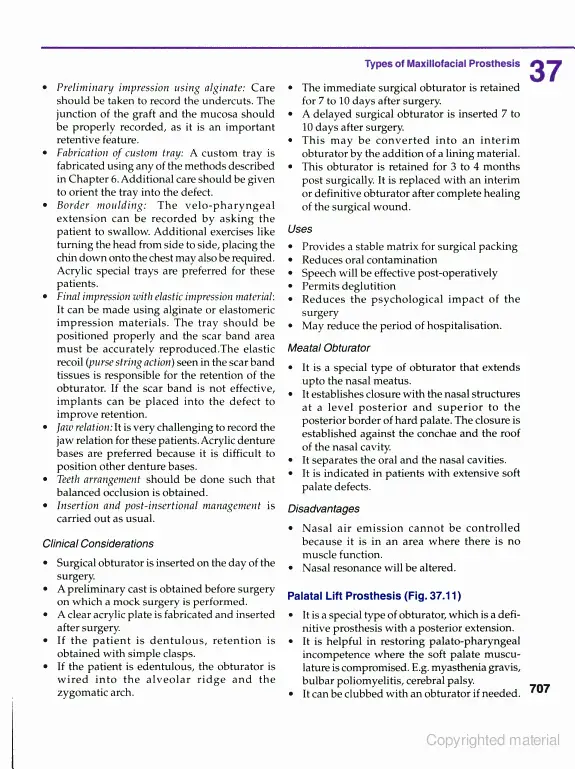 Types of Maxillofacial Prosthesis 37
• Preliminary impression using alginate: Care
should be taken to record the undercuts. The
junction of the graft and the mucosa should
be properly recorded, as it is an important
retentive feature.
• Fabrication of custom tray: A custom tray is
fabricated using any of the methods described
in Chapter 6. Additional care should be given
to orient the tray into the defect.
• Border moulding: The velo-pharyngeal
extension can be recorded by asking the
patient to swallow. Additional exercises like
turning the head from side to side, placing the
chin down onto the chest may also be required.
Acrylic special trays are preferred for these
patients.
• Final impression with elastic impression material:
It can be made using alginate or elastomeric
impression materials. The tray should be
positioned properly and the scar band area
must be accurately reproduced.The elastic
recoil (purse string action) seen in the scar band
tissues is responsible for the retention of the
obturator. If the scar band is not effective,
implants can be placed into the defect to
improve retention.
• Jaw relation: It is very challenging to record the
jaw relation for these patients. Acrylic denture
bases are preferred because it is difficult to
position other denture bases.
• Teeth arrangement should be done such that
balanced occlusion is obtained.
• Insertion and post-insertional management is
carried out as usual.
Clinical Considerations
• Surgical obturator is inserted on the day of the
surgery.
• A preliminary cast is obtained before surgery
on which a mock surgery is performed.
• A clear acrylic plate is fabricated and inserted
after surgery.
• If the patient is dentulous, retention is
obtained with simple clasps.
• If the patient is edentulous, the obturator is
wired into the alveolar ridge and the
zygomatic arch.
• The immediate surgical obturator is retained
for 7 to 10 days after surgery.
• A delayed surgical obturator is inserted 7 to
10 days after surgery.
• This may be converted into an interim
obturator by the addition of a lining material.
• This obturator is retained for 3 to 4 months
post surgically. It is replaced with an interim
or definitive obturator after complete healing
of the surgical wound.
Uses
• Provides a stable matrix for surgical packing
• Reduces oral contamination
• Speech will be effective post-operatively
• Permits deglutition
• Reduces the psychological impact of the
surgery
• May reduce the period of hospitalisation.
Meatal Obturator
• It is a special type of obturator that extends
upto the nasal meatus.
• It establishes closure with the nasal structures
at a level posterior and superior to the
posterior border of hard palate. The closure is
established against the conchae and the roof
of the nasal cavity.
• It separates the oral and the nasal cavities.
• It is indicated in patients with extensive soft
palate defects.
Disadvantages
• Nasal air emission cannot be controlled
because it is in an area where there is no
muscle function.
• Nasal resonance will be altered.
Palatal Lift Prosthesis (Fig. 37.11)
• It is a special type of obturator, which is a defi-
nitive prosthesis with a posterior extension.
• It is helpful in restoring palato-pharyngeal
incompetence where the soft palate muscu-
lature is compromised. E.g. myasthenia gravis,
bulbar poliomyelitis, cerebral palsy.
• It can be clubbed with an obturator if needed.
707
Copyrighted material